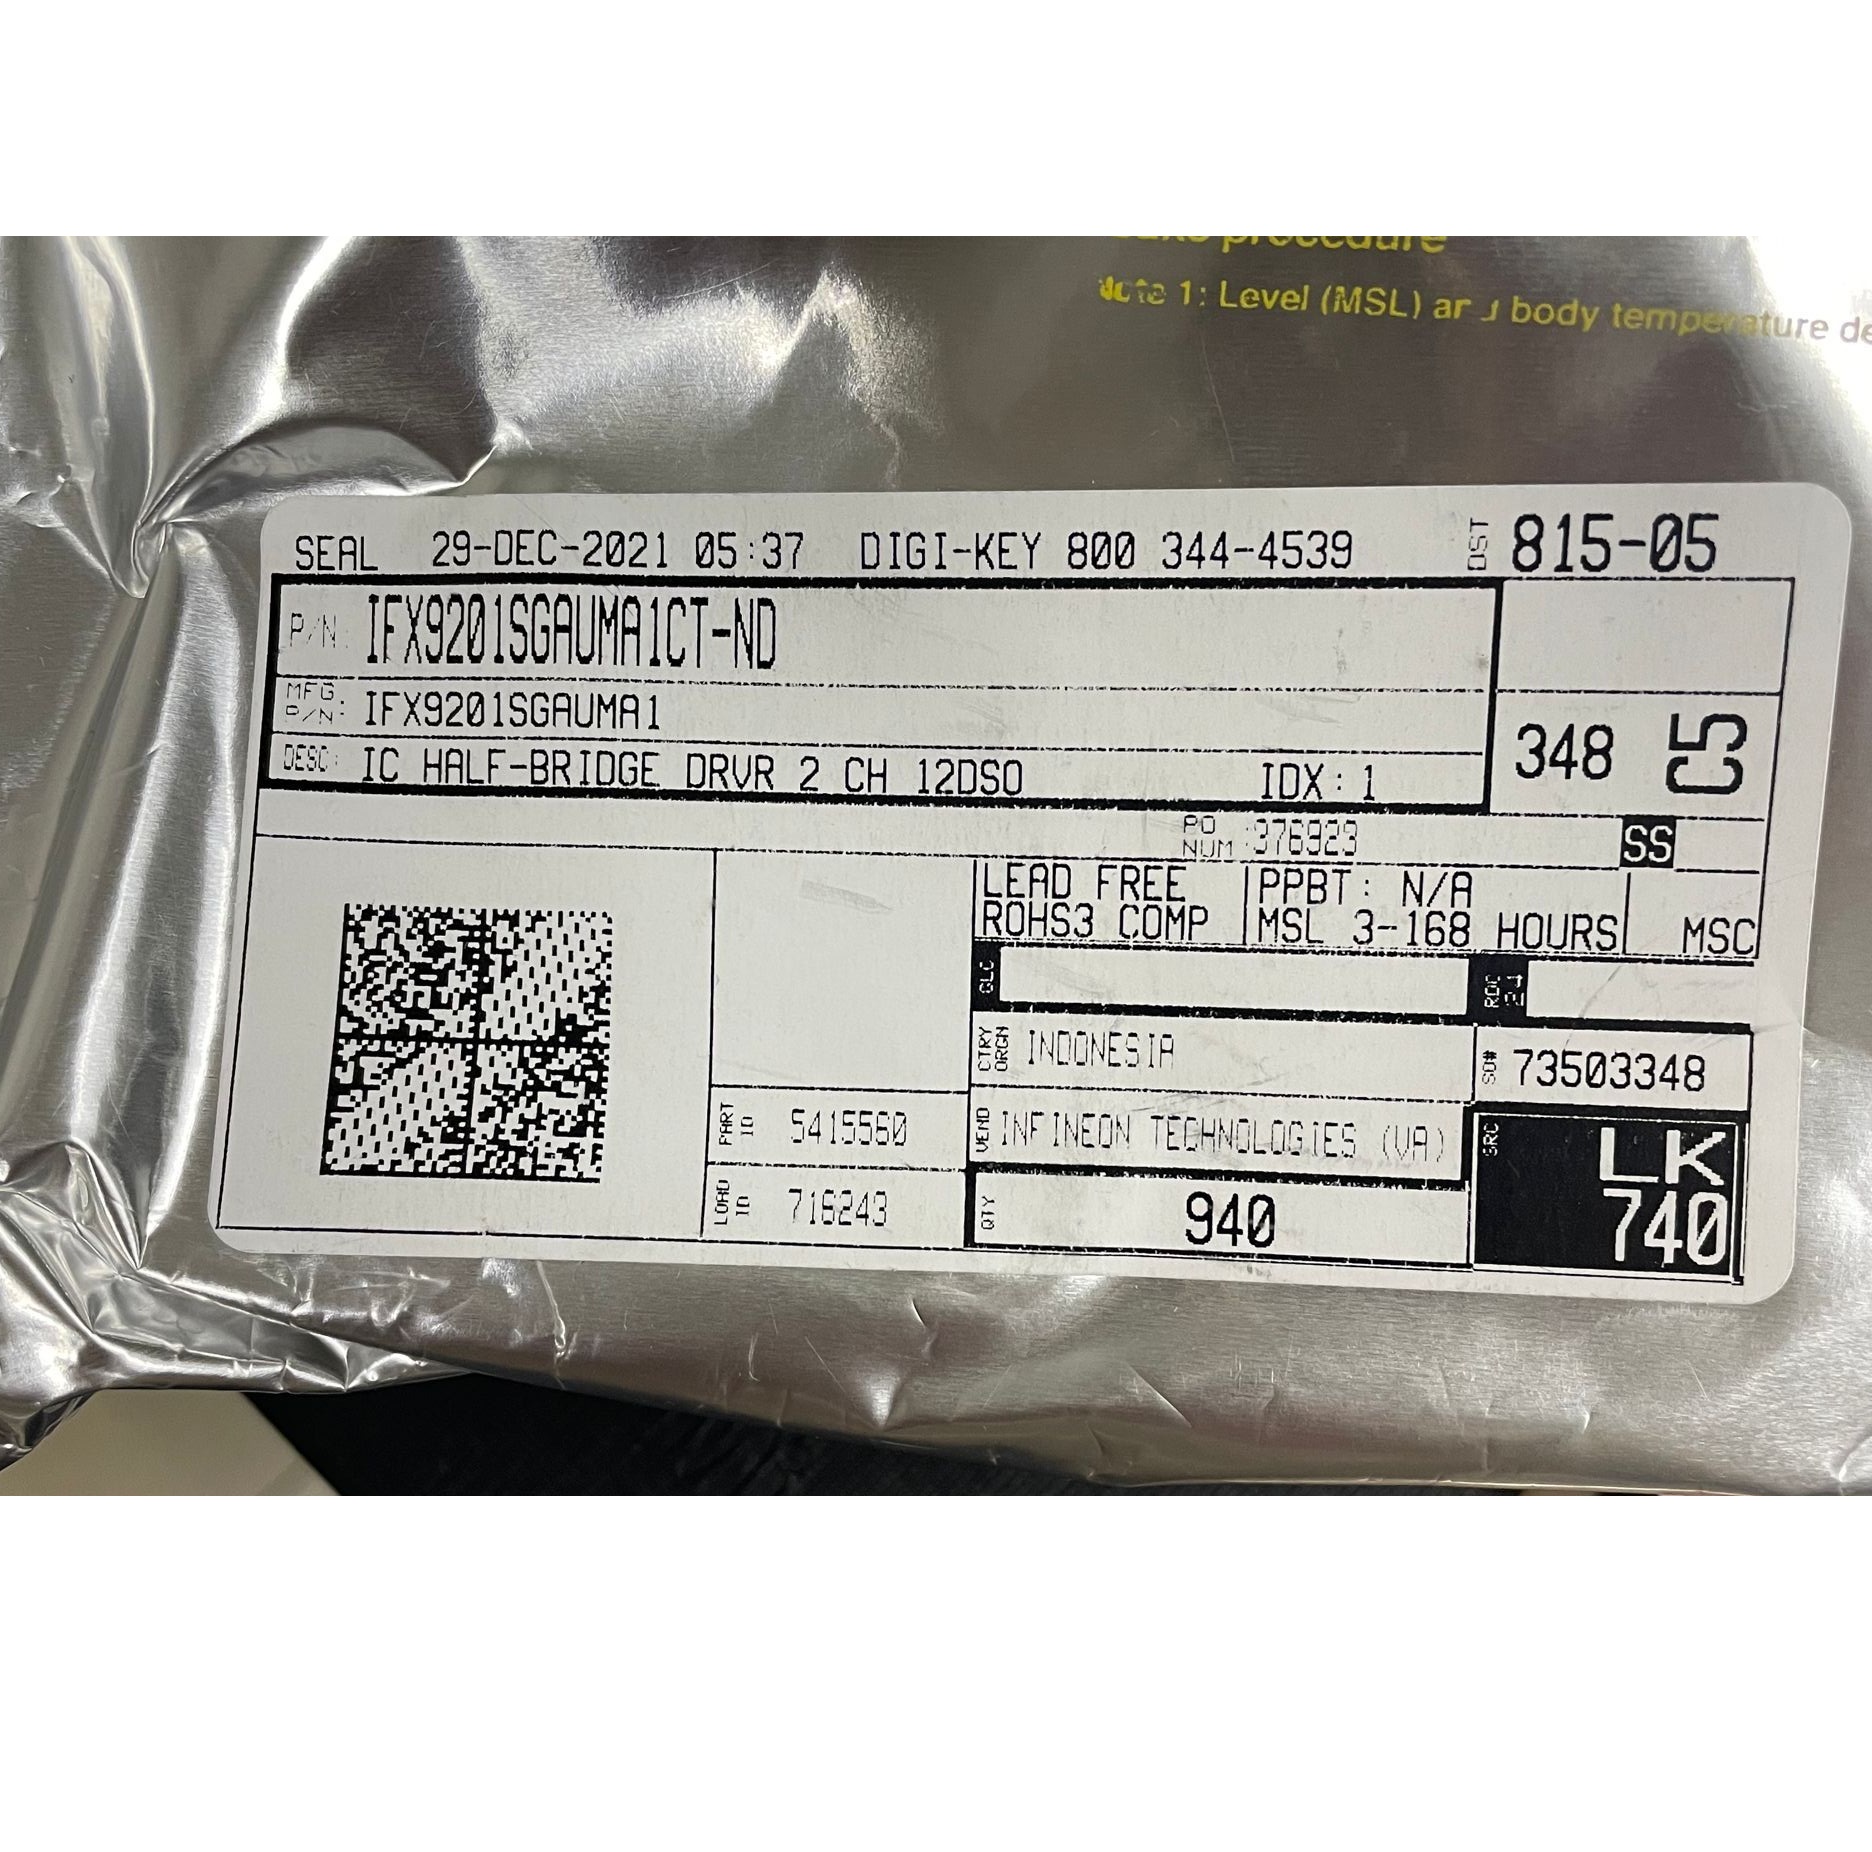 procedure
Note 1: Level (MSL) and body temperature de
SEAL 29-DEC-2021 05:37 DIGI-KEY 800 344-4539 DST 815-05
P/N: IFX9201SGAUMA1CT-ND
MFG P/N: IFX9201SGAUMA1
348 C5
DESC: IC HALF-BRIDGE DRVR 2 CH 12DSO IDX: 1
PO NUM :376923 SS
LEAD FREE PPBT: N/A
ROHS3 COMP MSL 3-168 HOURS MSC
CTRY ORGN INDONESIA
SO# 73503348
PART ID 5415560
VEND INFINEON TECHNOLOGIES (VA)
SRC LK 740
LOAD ID 716243
QTY 940